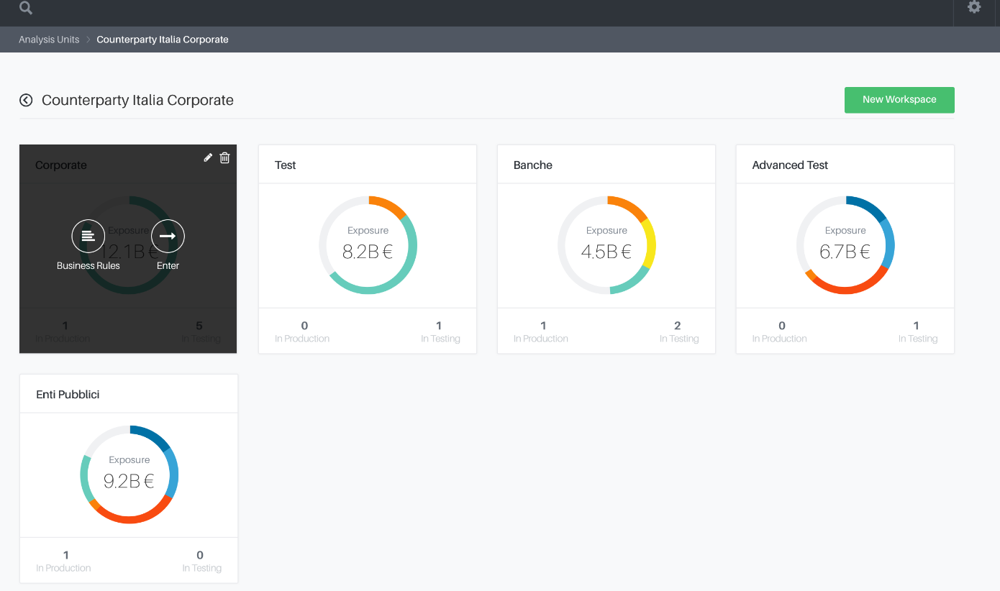 Analysis Units
Counterparty Italia Corporate
Counterparty Italia Corporate
New Workspace
Corporate
Exposure
12.1B €
Business Rules
Enter
1
In Production
5
In Testing
Test
Exposure
8.2B €
0
In Production
1
In Testing
Banche
Exposure
4.5B €
1
In Production
2
In Testing
Advanced Test
Exposure
6.7B €
0
In Production
1
In Testing
Enti Pubblici
Exposure
9.2B €
1
In Production
0
In Testing